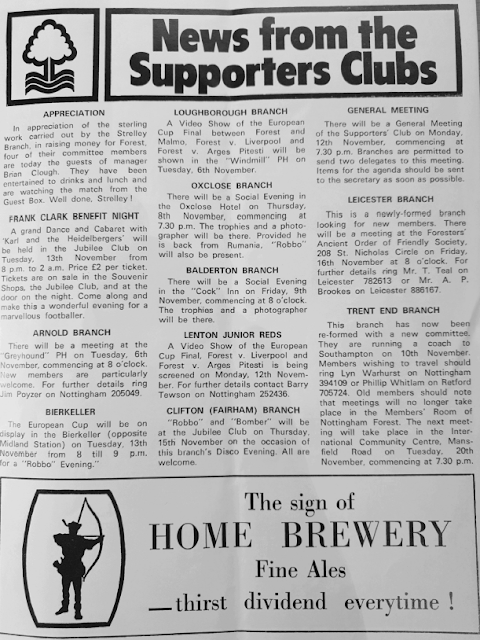 News from the
Supporters Clubs
APPRECIATION
In appreciation of the sterling
work carried out by the Strelley
Branch, in raising money for Forest,
four of their committee members
are today the guests of manager
Brian Clough. They have been
entertained to drinks and lunch and
are watching the match from the
Guest Box. Well done, Strelley!
FRANK CLARK BENEFIT NIGHT
A grand Dance and Cabaret with
'Karl and the Heidelbergers' will
be held in the Jubilee Club on
Tuesday, 13th November from
8 p.m. to 2 a.m. Price £2 per ticket.
Tickets are on sale in the Souvenir
Shops, the Jubilee Club, and at the
door on the night. Come along and
make this a wonderful evening for a
marvellous footballer.
ARNOLD BRANCH
There will be a meeting at the
"Greyhound" PH on Tuesday, 6th
November, commencing at 8 o'clock.
New members are particularly
welcome. For further details ring
Jim Poyzer on Nottingham 205049.
BIERKELLER
The European Cup will be on
display in the Bierkeller (opposite
Midland Station) on Tuesday, 13th
November from 8 till 9 p.m.
for a "Robbo" Evening."
LOUGHBOROUGH BRANCH
A Video Show of the European
Cup Final between Forest and
Malmo, Forest v. Liverpool and
Forest v. Arges Pitesti will be
shown in the "Windmill" PH on
Tuesday, 6th November.
OXCLOSE BRANCH
There will be a Social Evening
in the Oxclose Hotel on Thursday,
8th November, commencing at
7.30 p.m. The trophies and a photo-
grapher will be there. Provided he
is back from Rumania, "Robbo"
will also be present.
BALDERTON BRANCH
There will be a Social Evening
in the "Cock" Inn on Friday, 9th
November, commencing at 8 o'clock.
The trophies and a photographer
will be there.
LENTON JUNIOR REDS
A Video Show of the European
Cup Final, Forest v. Liverpool and
Forest v. Arges Pitesti is being
screened on Monday, 12th Novem-
ber. For further contact Barry
Tewson on Nottingham 252436.
CLIFTON (FAIRHAM) BRANCH
"Robbo" and "Bomber" will be
at the Jubilee Club on Thursday,
15th November on the occasion of
this branch's Disco Evening. All are
welcome.
GENERAL MEETING
There will be a General Meeting
of the Supporters' Club on Monday,
12th November, commencing at
7.30 p.m. Branches are permitted to
send two delegates to this meeting.
Items for the agenda should be sent
to the secretary as soon as possible.
LEICESTER BRANCH
This is a newly-formed branch
looking for new members. There
will be a meeting at the Foresters'
Ancient Order of Friendly Society,
208 St. Nicholas Circle on Friday,
16th November at 8 o'clock. For
further details ring Mr. T. Teal on
Leicester 782613 or Mr. A. P.
Brookes on Leicester 886167.
TRENT END BRANCH
This branch has now been
re-formed with a new committee.
They are running a coach to
Southampton on 10th November.
Members wishing to travel should
ring Lyn Warhurst on Nottingham
394109 or Phillip Whitlam on Retford
705724. Old members should note
that meetings will no longer take
place in the Members' Room of
Nottingham Forest. The next meet-
ing will take place in the Inter-
national Community Centre, Mans-
field Road on Tuesday, 20th
November, commencing at 7.30 p.m.
The sign of
HOME BREWERY
Fine Ales
—thirst dividend everytime!